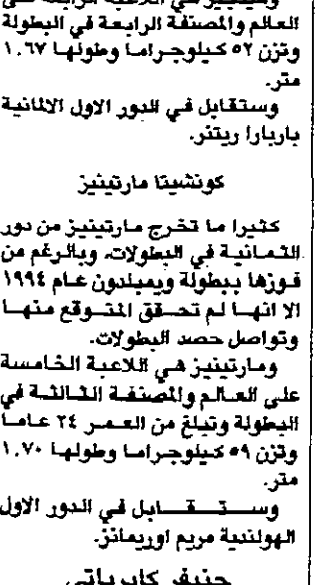 العالم والمصنفة الرابعة في البطولة
وتزن ٥٢ كيلوجراما وطولها ١.٦٧
متر.
وستقابل في الدور الاول الالمانية
باربارا ريتنر.
كونشيتا مارتينيز
كثيرا ما تخرج مارتينيز من دور
الثمانية في البطولات، وبالرغم من
فوزها ببطولة ويمبلدون عام ١٩٩٤
الا انها لم تحقق المتوقع منها
وتواصل حصد البطولات.
ومارتينيز هي اللاعبة الخامسة
على العالم والمصنفة الثالثة في
البطولة وتبلغ من العمر ٢٤ عاما
وتزن ٥٩ كيلوجراما وطولها ١.٧٠
متر.
وستقابل في الدور الاول
الهولندية مريم اوريمانز.
جنيفر كابرياتي